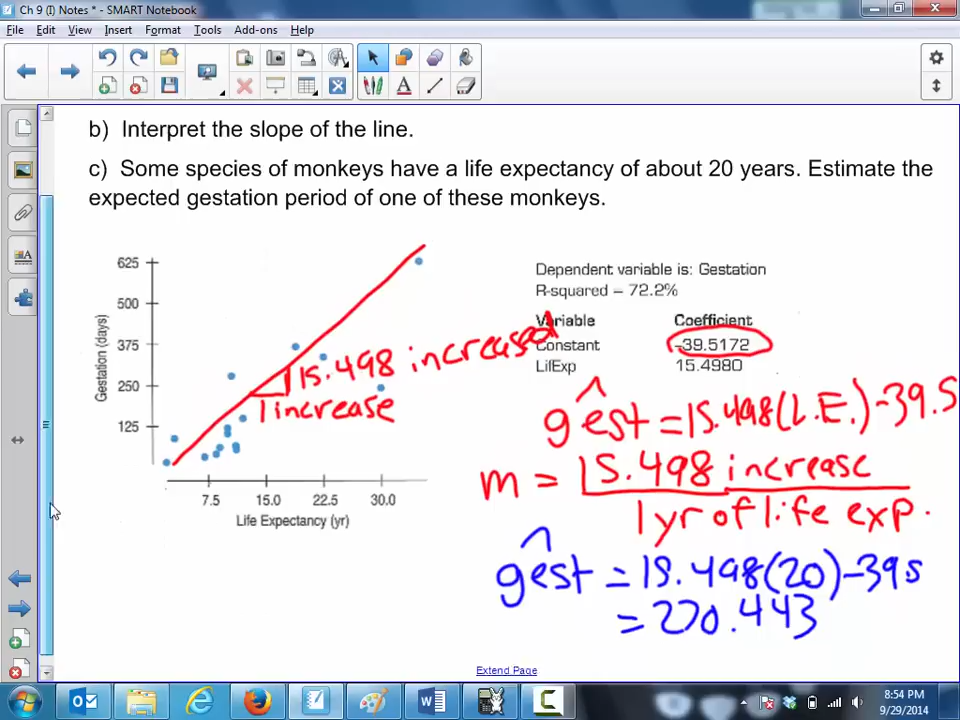 Ch 9 (I) Notes * - SMART Notebook
File Edit View Insert Format Tools Add-ons Help
b) Interpret the slope of the line.
c) Some species of monkeys have a life expectancy of about 20 years. Estimate the
expected gestation period of one of these monkeys.
Gestation (days)
625
500
375
250
125
7.5 15.0 22.5 30.0
Life Expectancy (yr)
15.498 increased
1 increase
Dependent variable is: Gestation
R-squared = 72.2%
Variable Coefficient
Constant -39.5172
LifExp 15.4980
gest = 15.498(L.E.) -39.5
m = 15.498 increase
1 yr of life exp.
gest = 15.498(20) -395
= 270.443
Extend Page
8:54 PM
9/29/2014